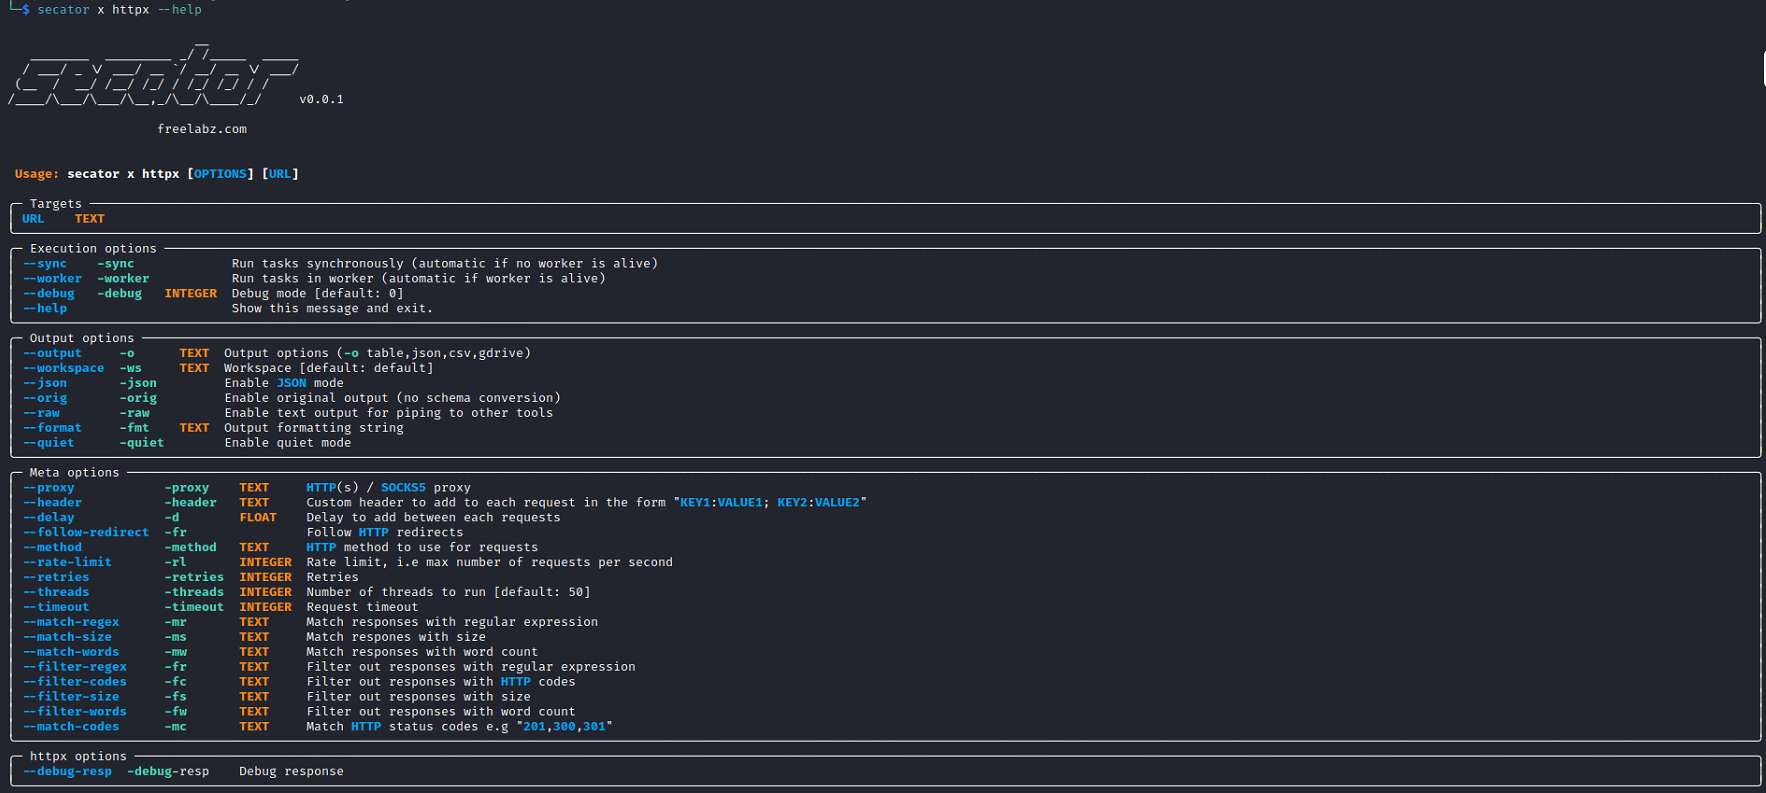 └─$ secator x httpx --help
                         __
   ________  _________ _/ /_____  _____
  / ___/ _ \/ ___/ __ `/ __/ __ \/ ___/
 (__  /  __/ /__/ /_/ / /_/ /_/ / /
/____/\___/\___/\__,_/\__/\____/_/     v0.0.1
freelabz.com
Usage: secator x httpx [OPTIONS] [URL]
Targets
URL TEXT
Execution options
--sync -sync Run tasks synchronously (automatic if no worker is alive)
--worker -worker Run tasks in worker (automatic if worker is alive)
--debug -debug INTEGER Debug mode [default: 0]
--help Show this message and exit.
Output options
--output -o TEXT Output options (-o table,json,csv,gdrive)
--workspace -ws TEXT Workspace [default: default]
--json -json Enable JSON mode
--orig -orig Enable original output (no schema conversion)
--raw -raw Enable text output for piping to other tools
--format -fmt TEXT Output formatting string
--quiet -quiet Enable quiet mode
Meta options
--proxy -proxy TEXT HTTP(s) / SOCKS5 proxy
--header -header TEXT Custom header to add to each request in the form "KEY1:VALUE1; KEY2:VALUE2"
--delay -d FLOAT Delay to add between each requests
--follow-redirect -fr Follow HTTP redirects
--method -method TEXT HTTP method to use for requests
--rate-limit -rl INTEGER Rate limit, i.e max number of requests per second
--retries -retries INTEGER Retries
--threads -threads INTEGER Number of threads to run [default: 50]
--timeout -timeout INTEGER Request timeout
--match-regex -mr TEXT Match responses with regular expression
--match-size -ms TEXT Match respones with size
--match-words -mw TEXT Match responses with word count
--filter-regex -fr TEXT Filter out responses with regular expression
--filter-codes -fc TEXT Filter out responses with HTTP codes
--filter-size -fs TEXT Filter out responses with size
--filter-words -fw TEXT Filter out responses with word count
--match-codes -mc TEXT Match HTTP status codes e.g "201,300,301"
httpx options
--debug-resp -debug-resp Debug response